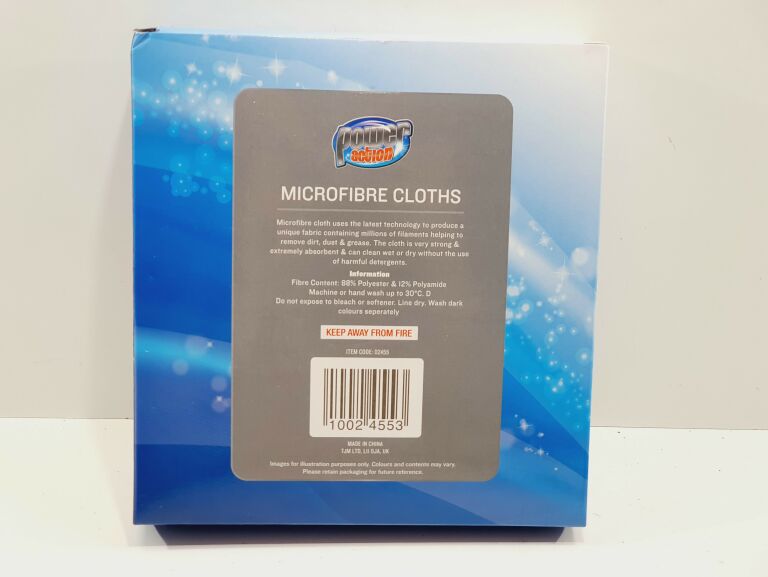 power
action
MICROFIBRE CLOTHS
Microfibre cloth uses the latest technology to produce a
unique fabric containing millions of filaments helping to
remove dirt, dust & grease. The cloth is very strong &
extremely absorbent & can clean wet or dry without the use
of harmful detergents.
Information
Fibre Content: 88% Polyester & 12% Polyamide
Machine or hand wash up to 30°C. D
Do not expose to bleach or softener. Line dry. Wash dark
colours seperately
KEEP AWAY FROM FIRE
ITEM CODE: 02455
1002 4553
MADE IN CHINA
TJM LTD, L11 0JA, UK
Images for illustration purposes only. Colours and contents may vary.
Please retain packaging for future reference.